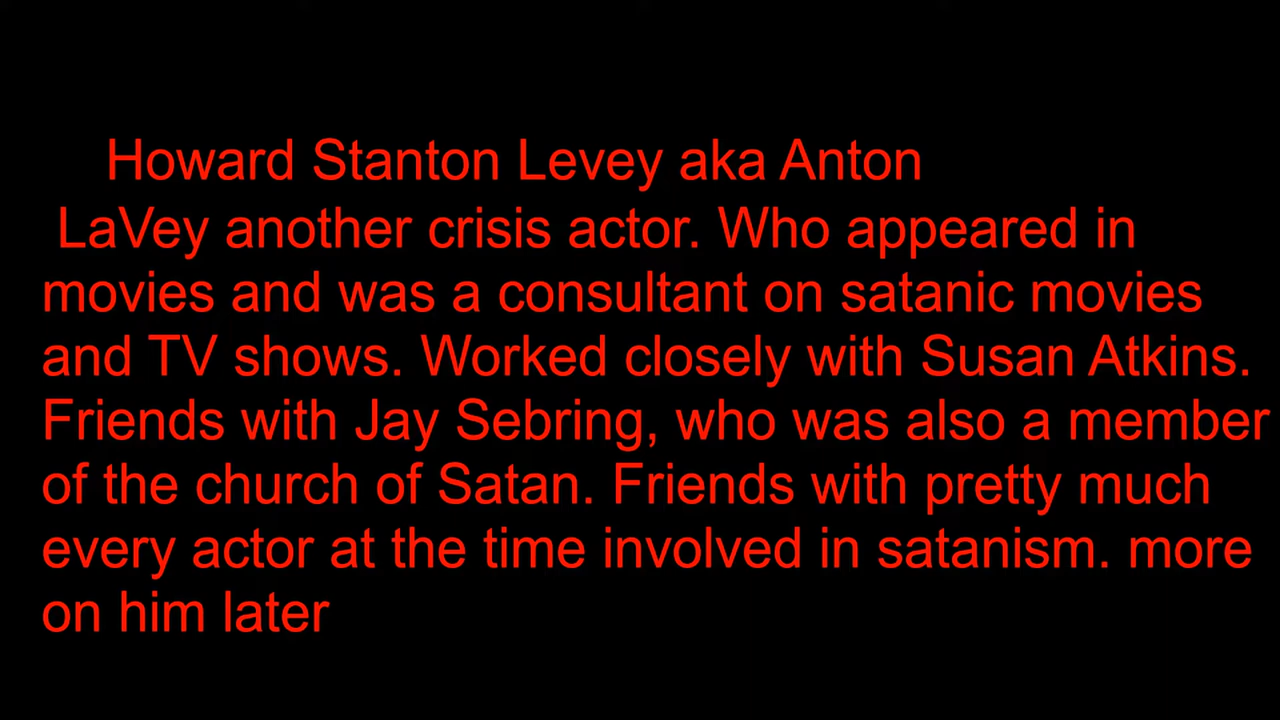 Howard Stanton Levey aka Anton
LaVey another crisis actor. Who appeared in
movies and was a consultant on satanic movies
and TV shows. Worked closely with Susan Atkins.
Friends with Jay Sebring, who was also a member
of the church of Satan. Friends with pretty much
every actor at the time involved in satanism. more
on him later